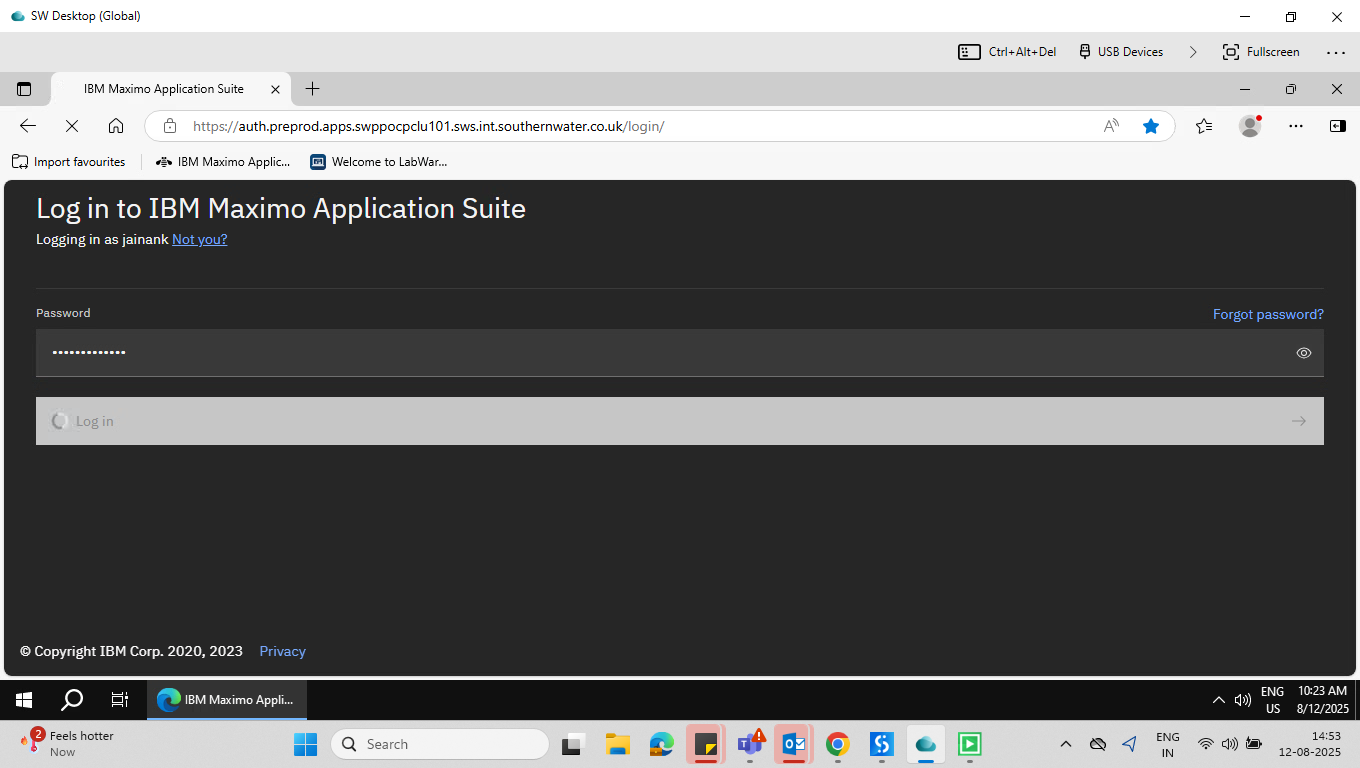 SW Desktop (Global)
Ctrl+Alt+Del
USB Devices
Fullscreen
IBM Maximo Application Suite
https://auth.preprod.apps.swppocpclu101.sws.int.southernwater.co.uk/login/
Import favourites
IBM Maximo Applic...
Welcome to LabWar...
Log in to IBM Maximo Application Suite
Logging in as jainank Not you?
Password
Forgot password?
•••••••••••••
Log in
© Copyright IBM Corp. 2020, 2023 Privacy
IBM Maximo Appli...
ENG
US
10:23 AM
8/12/2025
2
Feels hotter
Now
Search
ENG
IN
14:53
12-08-2025